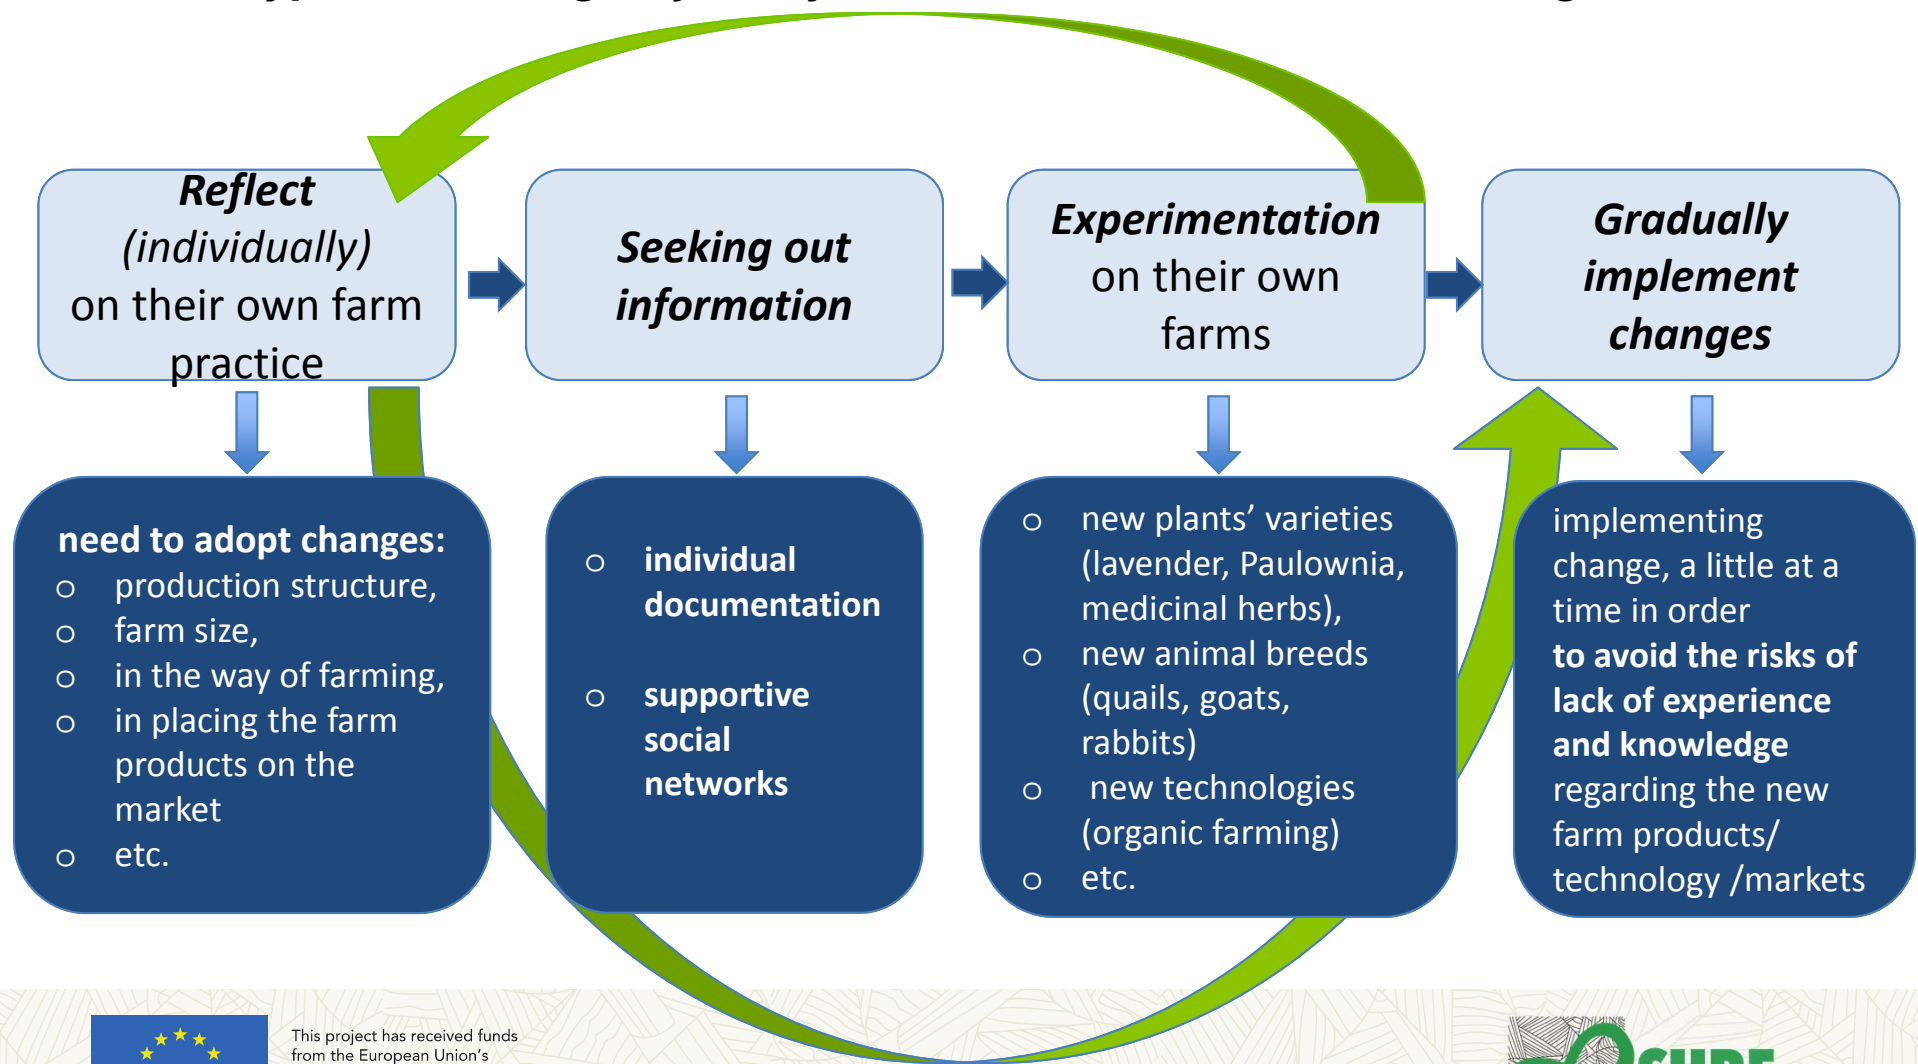 Reflect
(individually)
on their own farm
practice
Seeking out
information
Experimentation
on their own
farms
Gradually
implement
changes
need to adopt changes:
o production structure,
o farm size,
o in the way of farming,
o in placing the farm
products on the
market
o etc.
o individual
documentation
o supportive
social
networks
o new plants’ varieties
(lavender, Paulownia,
medicinal herbs),
o new animal breeds
(quails, goats,
rabbits)
o new technologies
(organic farming)
o etc.
implementing
change, a little at a
time in order
to avoid the risks of
lack of experience
and knowledge
regarding the new
farm products/
technology /markets
This project has received funds
from the European Union’s